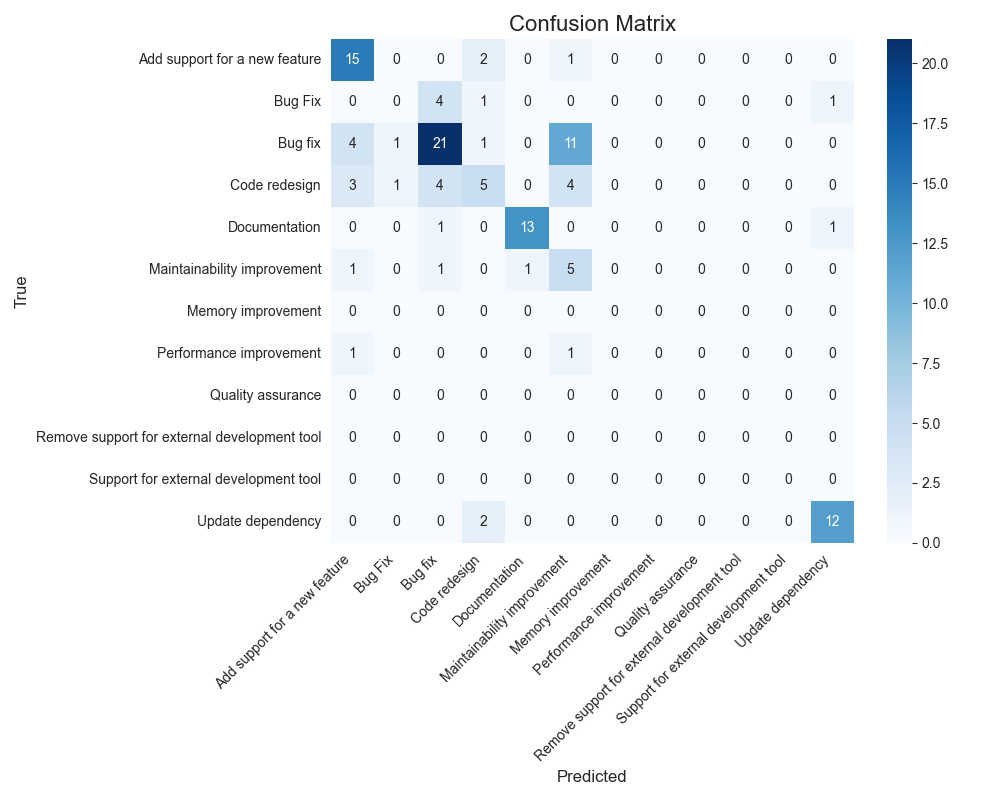 Confusion Matrix
Add support for a new feature 15 0 0 2 0 1 0 0 0 0 0 0
Bug Fix 0 0 4 1 0 0 0 0 0 0 0 1
Bug fix 4 1 21 1 0 11 0 0 0 0 0 0
Code redesign 3 1 4 5 0 4 0 0 0 0 0 0
Documentation 0 0 1 0 13 0 0 0 0 0 0 1
Maintainability improvement 1 0 1 0 1 5 0 0 0 0 0 0
Memory improvement 0 0 0 0 0 0 0 0 0 0 0 0
Performance improvement 1 0 0 0 0 1 0 0 0 0 0 0
Quality assurance 0 0 0 0 0 0 0 0 0 0 0 0
Remove support for external development tool 0 0 0 0 0 0 0 0 0 0 0 0
Support for external development tool 0 0 0 0 0 0 0 0 0 0 0 0
Update dependency 0 0 0 2 0 0 0 0 0 0 0 12
True
Add support for a new feature
Bug Fix
Bug fix
Code redesign
Documentation
Maintainability improvement
Memory improvement
Performance improvement
Quality assurance
Remove support for external development tool
Support for external development tool
Update dependency
Predicted
20.0
17.5
15.0
12.5
10.0
7.5
5.0
2.5
0.0